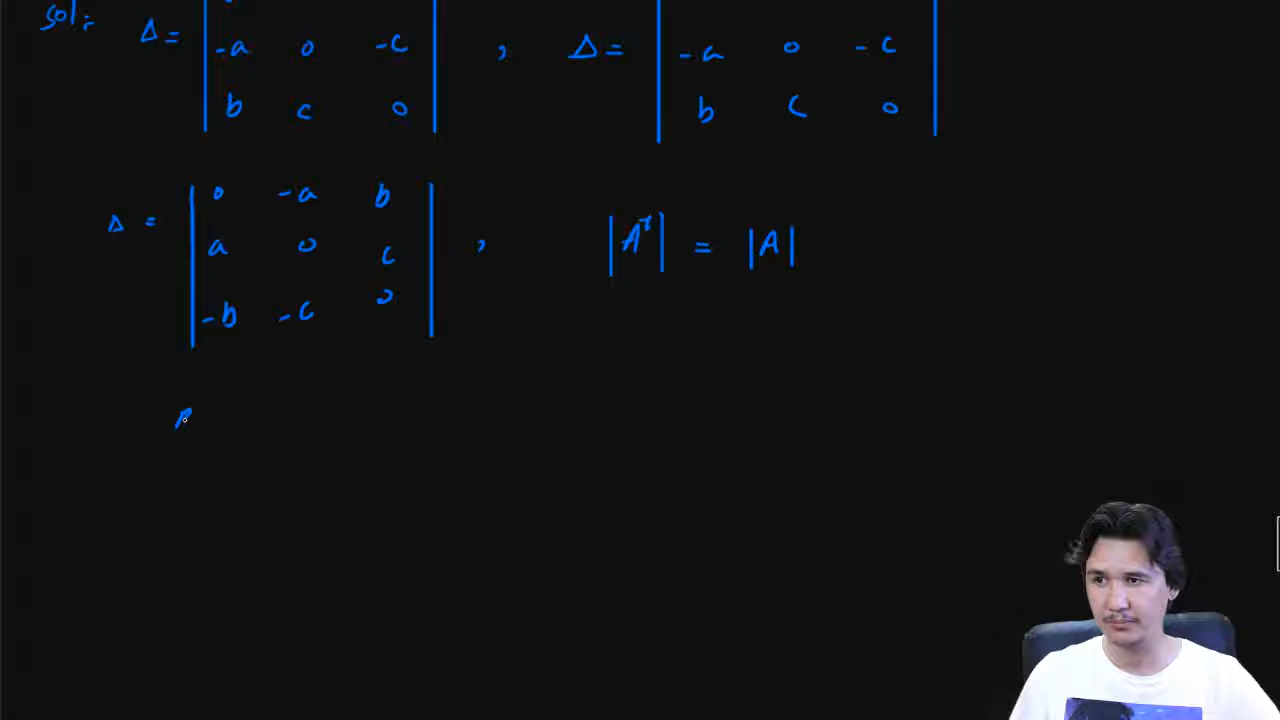 sol:
Δ = | -a 0 -c | , Δ = | -a 0 -c |
| b c 0 | | b c 0 |
Δ = | 0 -a b | , |Aᵗ| = |A|
| a 0 c |
| -b -c 0 |